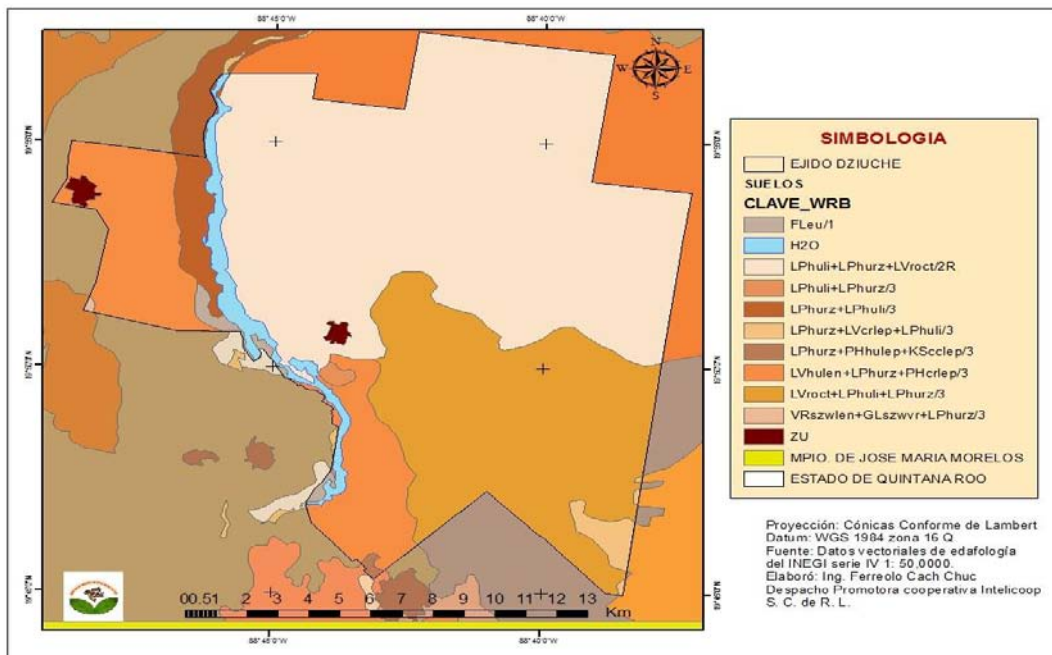 88°45'0"W 88°40'0"W
N
W E
S
SIMBOLOGIA
EJIDO DZIUCHE
SUELOS
CLAVE_WRB
FLeu/1
H2O
LPhuli+LPhurz+LVroct/2R
LPhuli+LPhurz/3
LPhurz+LPhuli/3
LPhurz+LVcrlep+LPhuli/3
LPhurz+PHhulep+KScclep/3
LVhulen+LPhurz+PHcrlep/3
LVroct+LPhuli+LPhurz/3
VRszwlen+GLszwvr+LPhurz/3
ZU
MPIO. DE JOSE MARIA MORELOS
ESTADO DE QUINTANA ROO
Proyección: Cónicas Conforme de Lambert
Datum: WGS 1984 zona 16 Q
Fuente: Datos vectoriales de edafología
del INEGI serie IV 1: 50,0000.
Elaboró: Ing. Ferreolo Cach Chuc
Despacho Promotora cooperativa Intelicoop
S. C. de R. L.
00.51 2 3 4 5 6 7 8 9 10 11 12 13
Km
88°45'0"W 88°40'0"W